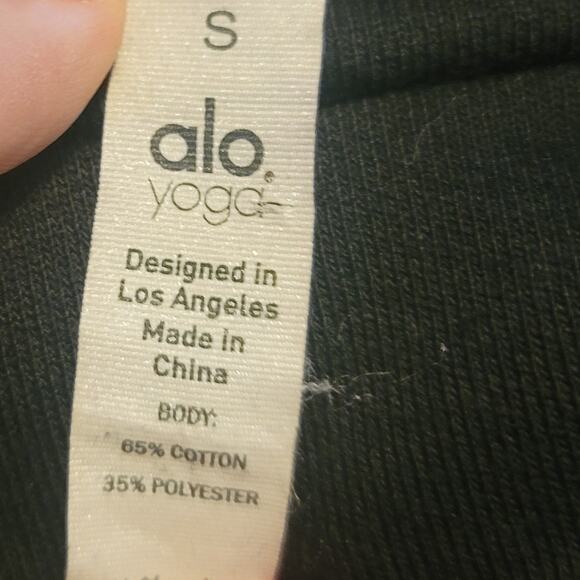 S
alo
yoga
Designed in
Los Angeles
Made in
China
BODY:
65% COTTON
35% POLYESTER